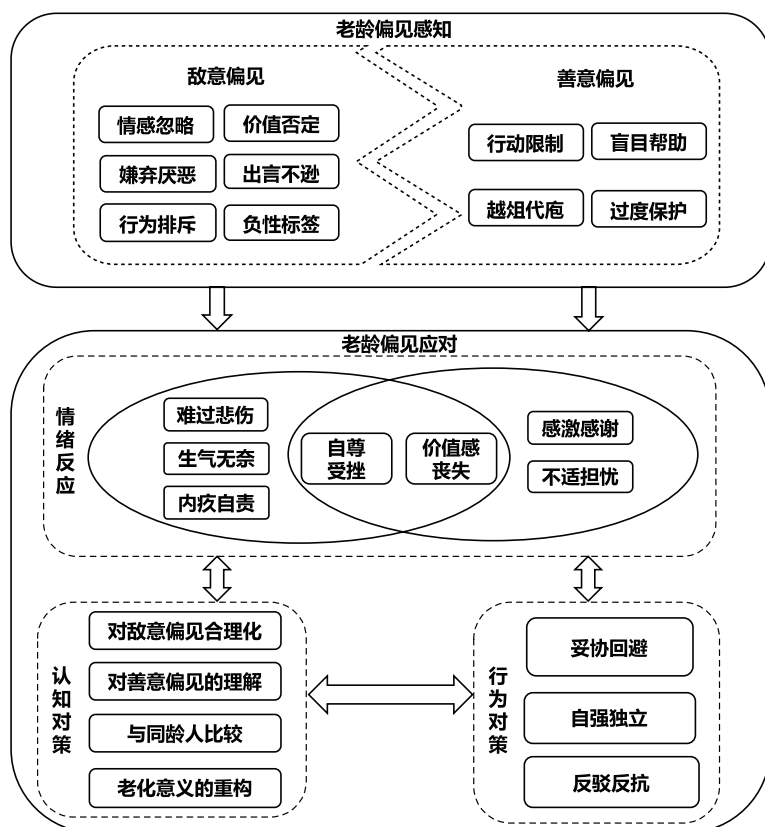 老龄偏见感知
敌意偏见
情感忽略
价值否定
嫌弃厌恶
出言不逊
行为排斥
负性标签
善意偏见
行动限制
盲目帮助
越俎代庖
过度保护
老龄偏见应对
情绪反应
难过悲伤
生气无奈
内疚自责
自尊
受挫
价值感
丧失
感激感谢
不适担忧
认知对策
对敌意偏见合理化
对善意偏见的理解
与同龄人比较
老化意义的重构
行为对策
妥协回避
自强独立
反驳反抗